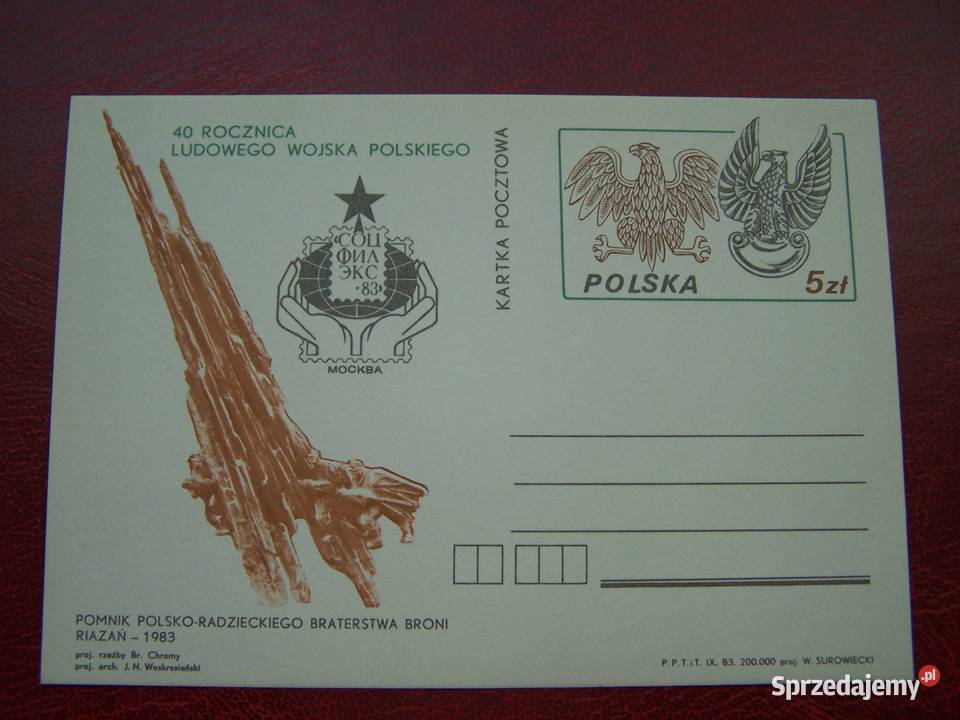 40 ROCZNICA
LUDOWEGO WOJSKA POLSKIEGO
«СОЦ
ФИЛ
ЭКС
·83»
МОСКВА
KARTKA POCZTOWA
POLSKA
5zł
POMNIK POLSKO-RADZIECKIEGO BRATERSTWA BRONI
RIAZAŃ – 1983
proj. rzeźby Br. Chromy
proj. arch. J. N. Woskresieński
P.P.T.iT. IX. 83. 200.000 proj. W. SUROWIECKI
Sprzedajemy.pl